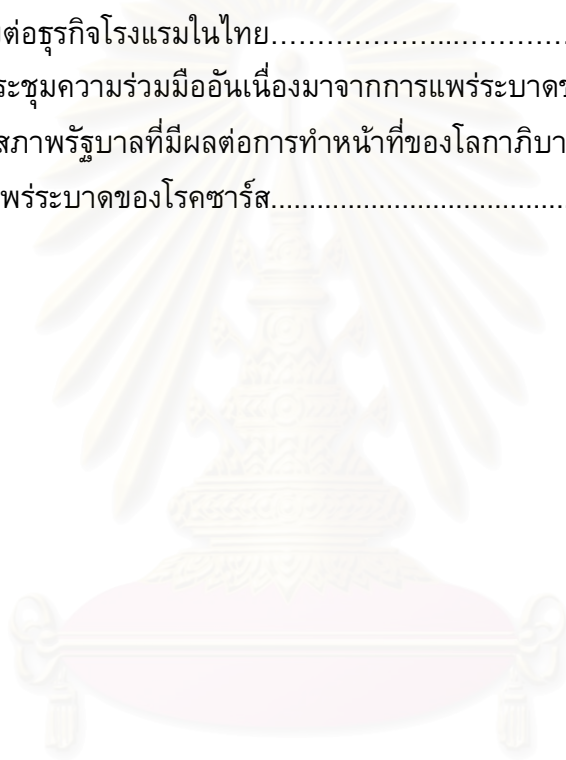 ต่อธุรกิจโรงแรมในไทย……………….....…………
ระชุมความร่วมมืออันเนื่องมาจากการแพร่ระบาด
สภาพรัฐบาลที่มีผลต่อการทำหน้าที่ของโลกาภิบา
พร่ระบาดของโรคซาร์ส.....................................